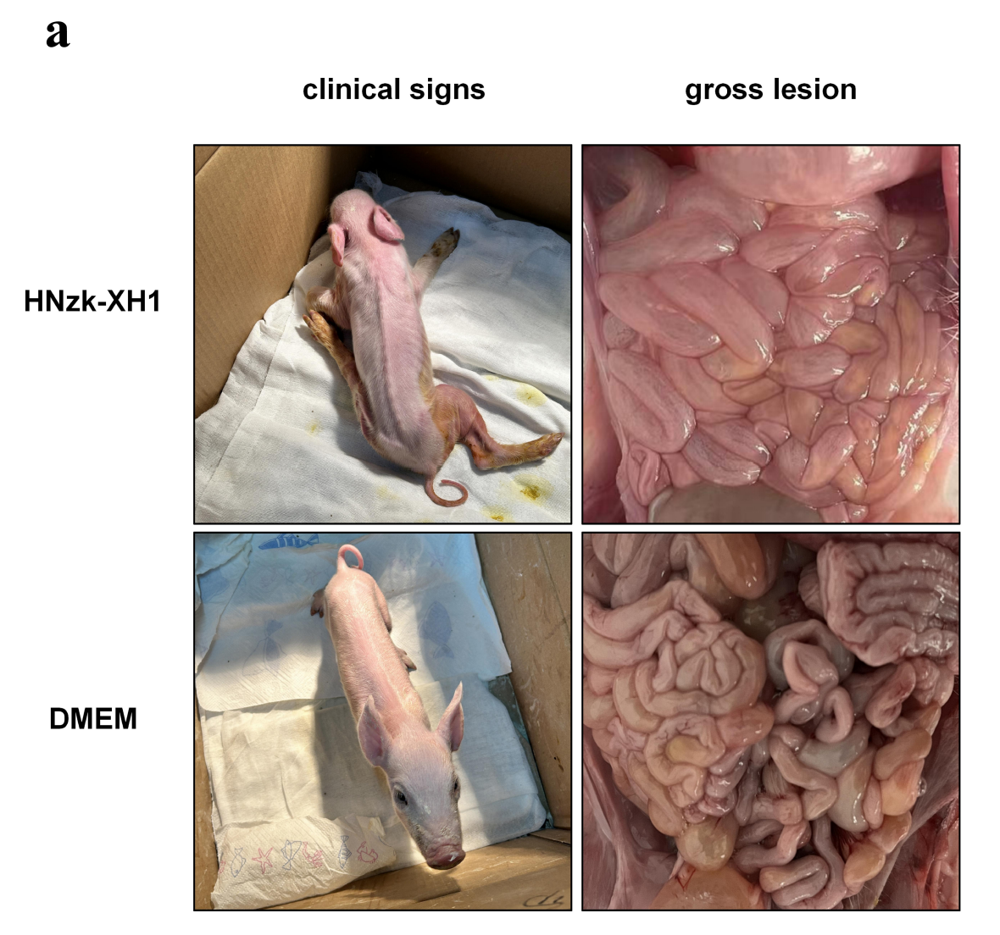 a
clinical signs
gross lesion
HNzk-XH1
DMEM